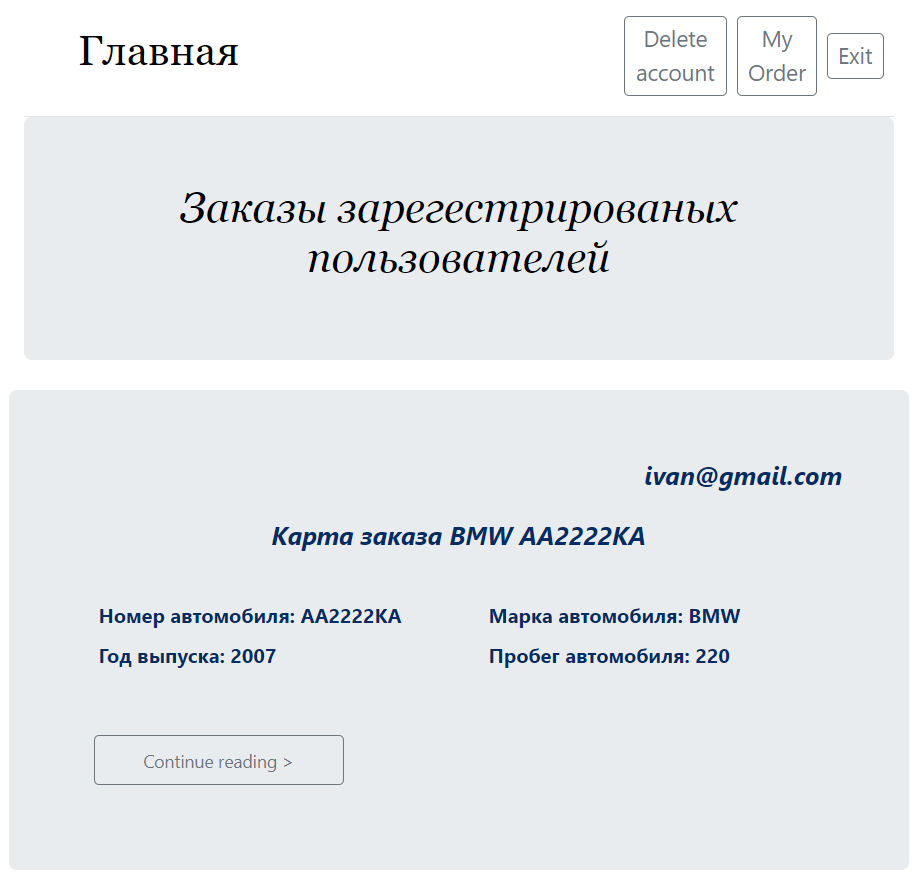 Главная
Delete
account
My
Order
Exit
Заказы зарегестрированых
пользователей
ivan@gmail.com
Карта заказа BMW AA2222KA
Номер автомобиля: AA2222KA
Марка автомобиля: BMW
Год выпуска: 2007
Пробег автомобиля: 220
Continue reading >